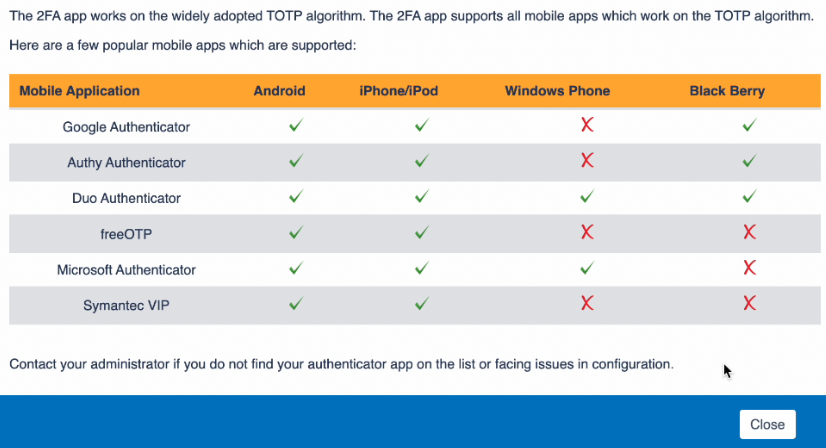 The 2FA app works on the widely adopted TOTP algorithm. The 2FA app supports all mobile apps which work on the TOTP algorithm.
Here are a few popular mobile apps which are supported:
Mobile Application Android iPhone/iPod Windows Phone Black Berry
Google Authenticator ✓ ✓ X ✓
Authy Authenticator ✓ ✓ X ✓
Duo Authenticator ✓ ✓ ✓ ✓
freeOTP ✓ ✓ X X
Microsoft Authenticator ✓ ✓ ✓ X
Symantec VIP ✓ ✓ X X
Contact your administrator if you do not find your authenticator app on the list or facing issues in configuration.
Close